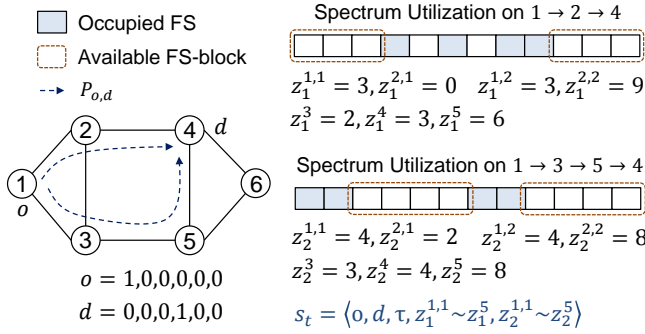 Occupied FS
Available FS-block
P_{o,d}
1
o
2
3
4
d
5
6
o = 1,0,0,0,0,0
d = 0,0,0,1,0,0
Spectrum Utilization on 1 → 2 → 4
z_1^{1,1} = 3, z_1^{2,1} = 0 z_1^{1,2} = 3, z_1^{2,2} = 9
z_1^3 = 2, z_1^4 = 3, z_1^5 = 6
Spectrum Utilization on 1 → 3 → 5 → 4
z_2^{1,1} = 4, z_2^{2,1} = 2 z_2^{1,2} = 4, z_2^{2,2} = 8
z_2^3 = 3, z_2^4 = 4, z_2^5 = 8
s_t = ⟨o, d, τ, z_1^{1,1}~z_1^5, z_2^{1,1}~z_2^5⟩